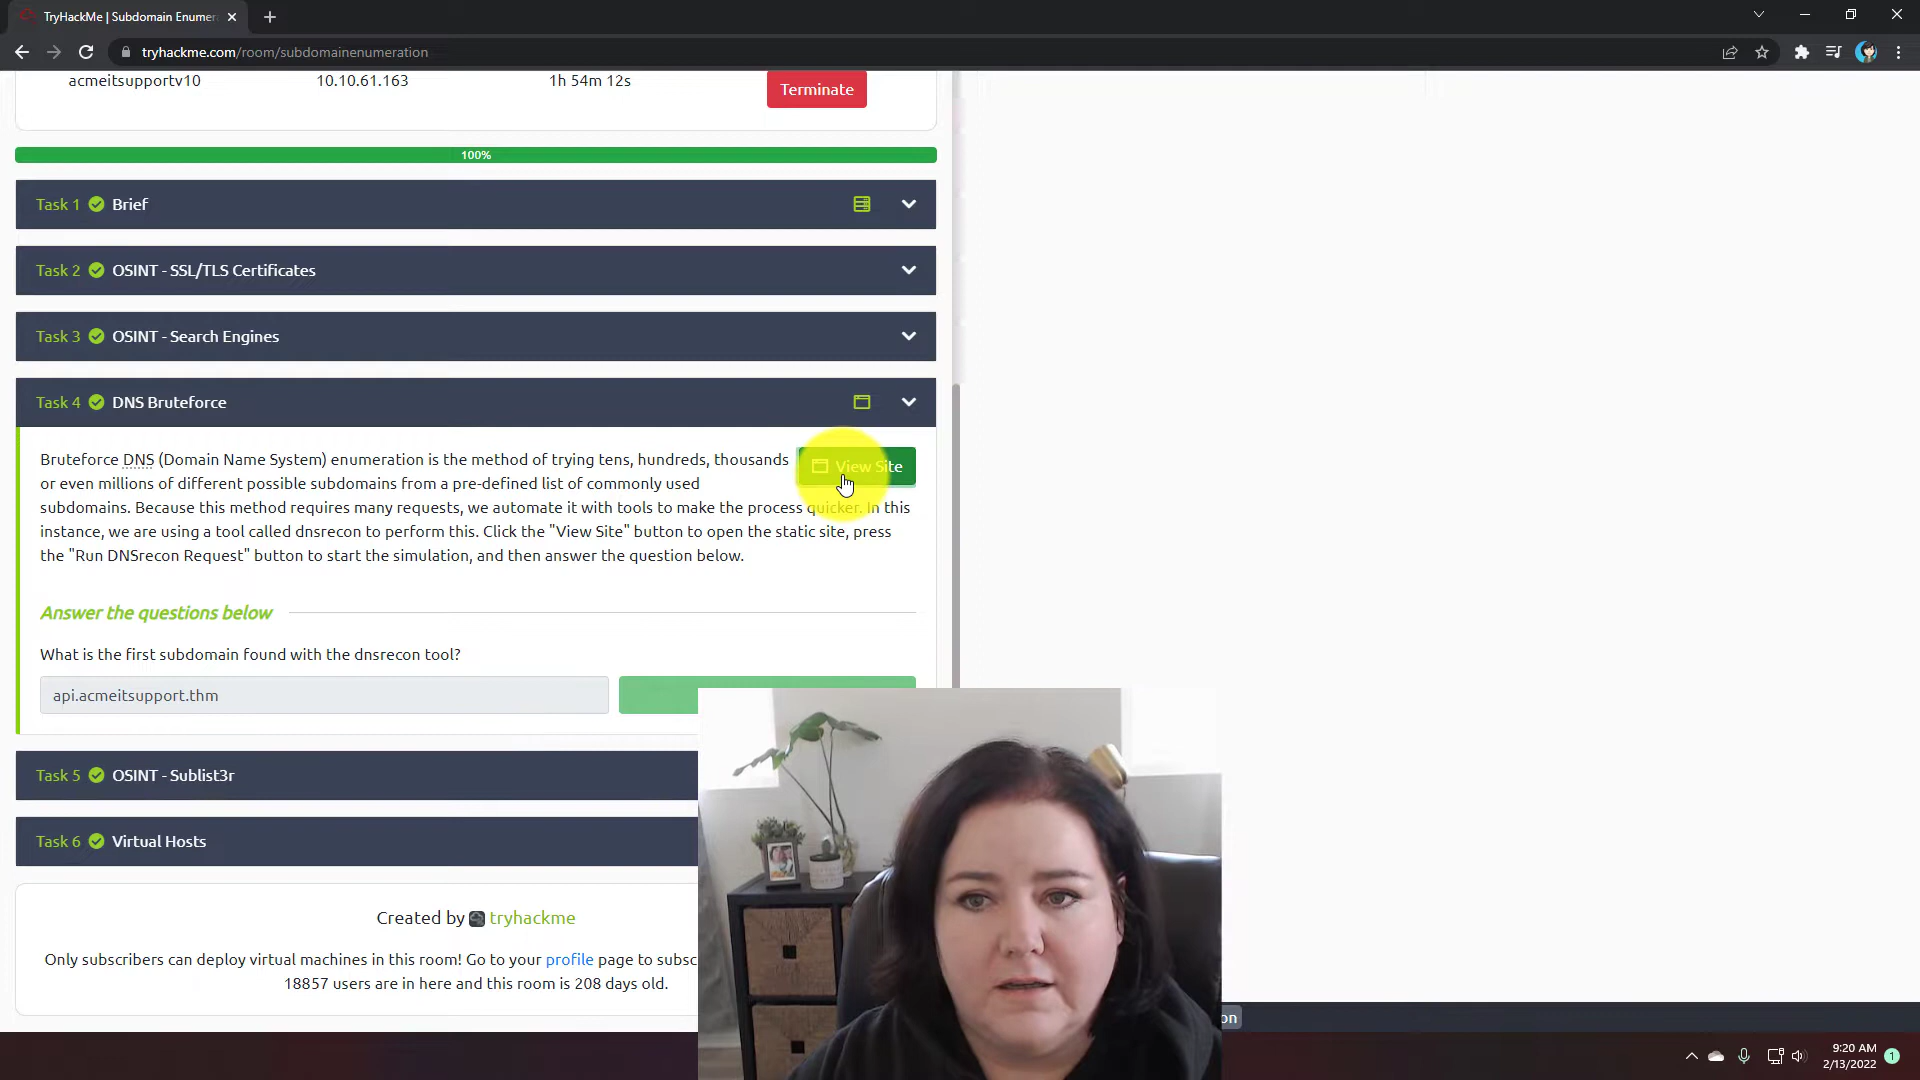 TryHackMe | Subdomain Enumer
tryhackme.com/room/subdomainenumeration
acmeitsupportv10 10.10.61.163 1h 54m 12s Terminate
100%
Task 1 Brief
Task 2 OSINT - SSL/TLS Certificates
Task 3 OSINT - Search Engines
Task 4 DNS Bruteforce
View Site
Bruteforce DNS (Domain Name System) enumeration is the method of trying tens, hundreds, thousands
or even millions of different possible subdomains from a pre-defined list of commonly used
subdomains. Because this method requires many requests, we automate it with tools to make the process quicker. In this
instance, we are using a tool called dnsrecon to perform this. Click the "View Site" button to open the static site, press
the "Run DNSrecon Request" button to start the simulation, and then answer the question below.
Answer the questions below
What is the first subdomain found with the dnsrecon tool?
api.acmeitsupport.thm
Task 5 OSINT - Sublist3r
Task 6 Virtual Hosts
Created by tryhackme
Only subscribers can deploy virtual machines in this room! Go to your profile page to subsc
18857 users are in here and this room is 208 days old.
on
9:20 AM
2/13/2022
1